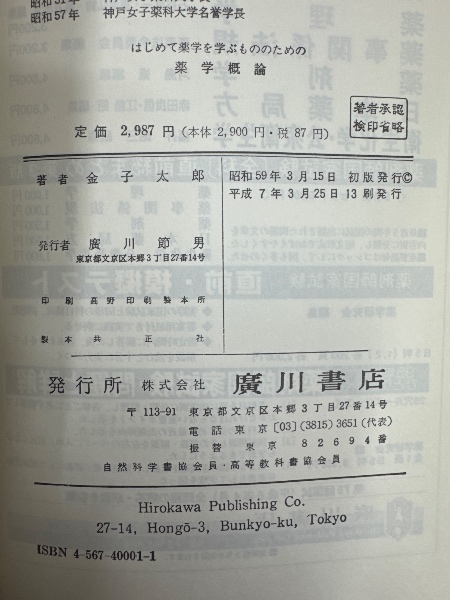 昭和57年　神戸女子薬科大学名誉学長
はじめて薬学を学ぶもののための
薬学概論
著者承認
検印省略
定価 2,987円（本体 2,900円・税 87円）
著者　金子太郎
昭和59年3月15日　初版発行©
平成7年3月25日　13刷発行
発行者　廣川節男
東京都文京区本郷3丁目27番14号
印刷　真野印刷製本所
製本　共正社
発行所　株式会社　廣川書店
〒113-91　東京都文京区本郷3丁目27番14号
電話　東京〔03〕(3815)3651(代表)
振替　東京　82694番
自然科学書協会会員・高等教科書協会会員
Hirokawa Publishing Co.
27-14, Hongō-3, Bunkyo-ku, Tokyo
ISBN 4-567-40001-1